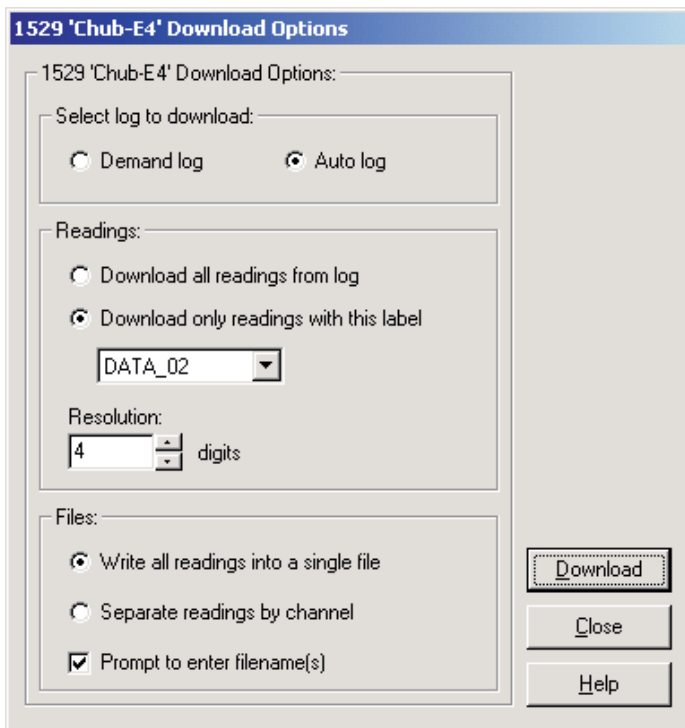 1529 'Chub-E4' Download Options
1529 'Chub-E4' Download Options:
Select log to download:
Demand log Auto log
Readings:
Download all readings from log
Download only readings with this label
DATA_02
Resolution:
4 digits
Files:
Write all readings into a single file
Separate readings by channel
Prompt to enter filename(s)
Download
Close
Help